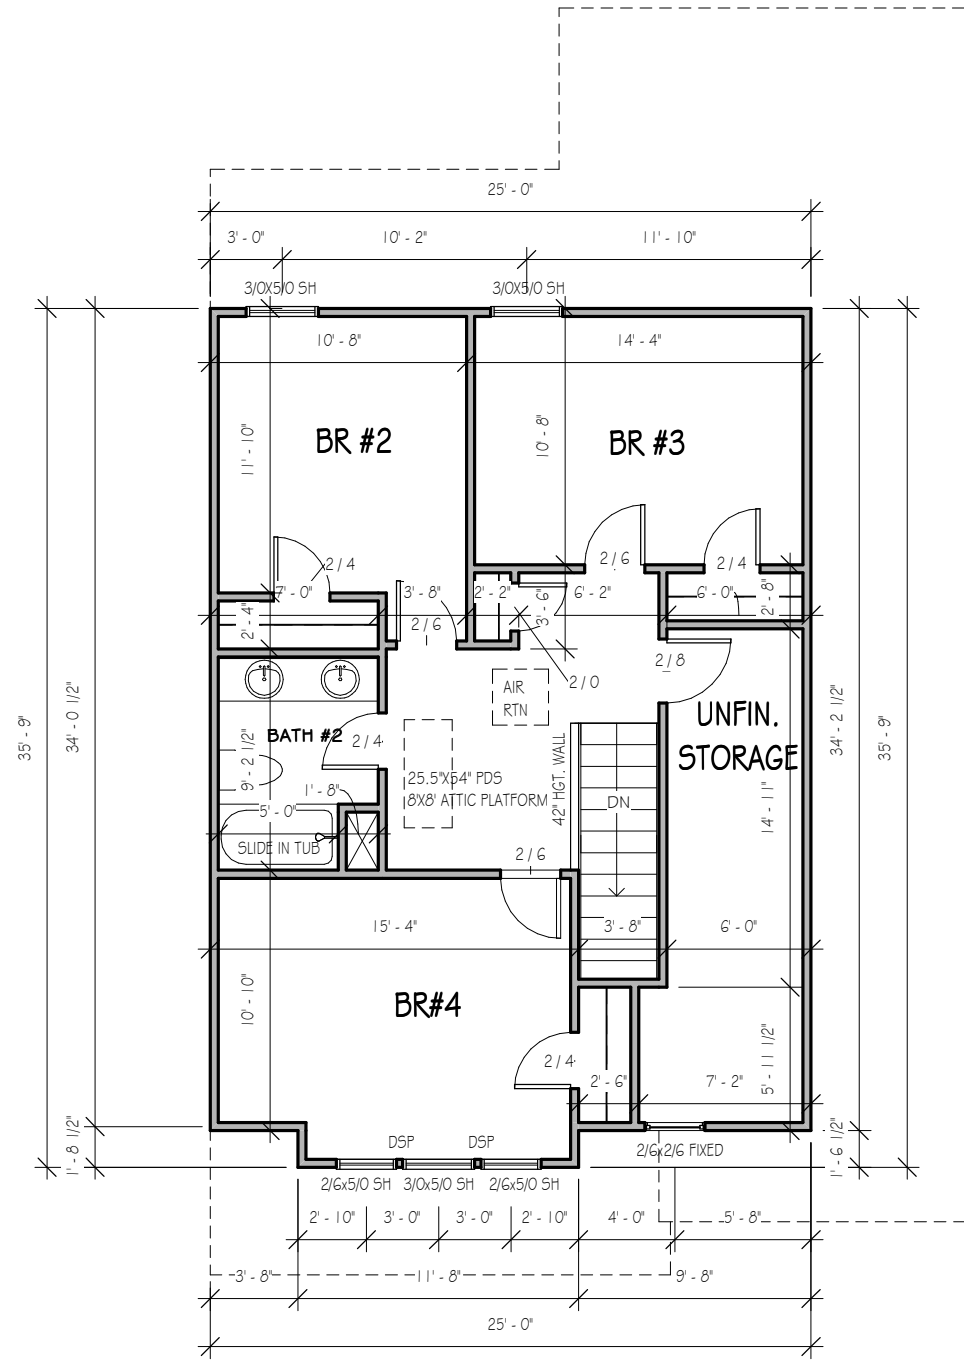 25' - 0"
3' - 0"
10' - 2"
11' - 10"
3/0X5/0 SH
3/0X5/0 SH
10' - 8"
14' - 4"
BR #2
BR #3
11' - 10"
10' - 8"
2 / 4
2 / 6
2 / 4
7' - 0"
3' - 8"
2' - 2"
3' - 6"
6' - 2"
6' - 0"
2' - 8"
2' - 4"
2 / 6
2 / 8
2 / 0
AIR
RTN
UNFIN.
STORAGE
35' - 9"
34' - 0 1/2"
34' - 2 1/2"
35' - 9"
BATH #2
2 / 4
9' - 2 1/2"
1' - 8"
25.5"X54" PDS
8'X8' ATTIC PLATFORM
42" HGT. WALL
DN
14' - 11"
5' - 0"
SLIDE IN TUB
2 / 6
15' - 4"
3' - 8"
6' - 0"
BR#4
10' - 10"
2 / 4
2' - 6"
7' - 2"
5' - 11 1/2"
1' - 8 1/2"
1' - 6 1/2"
DSP
DSP
2/6x2/6 FIXED
2/6x5/0 SH
3/0x5/0 SH
2/6x5/0 SH
2' - 10"
3' - 0"
3' - 0"
2' - 10"
4' - 0"
5' - 8"
3' - 8"
11' - 8"
9' - 8"
25' - 0"